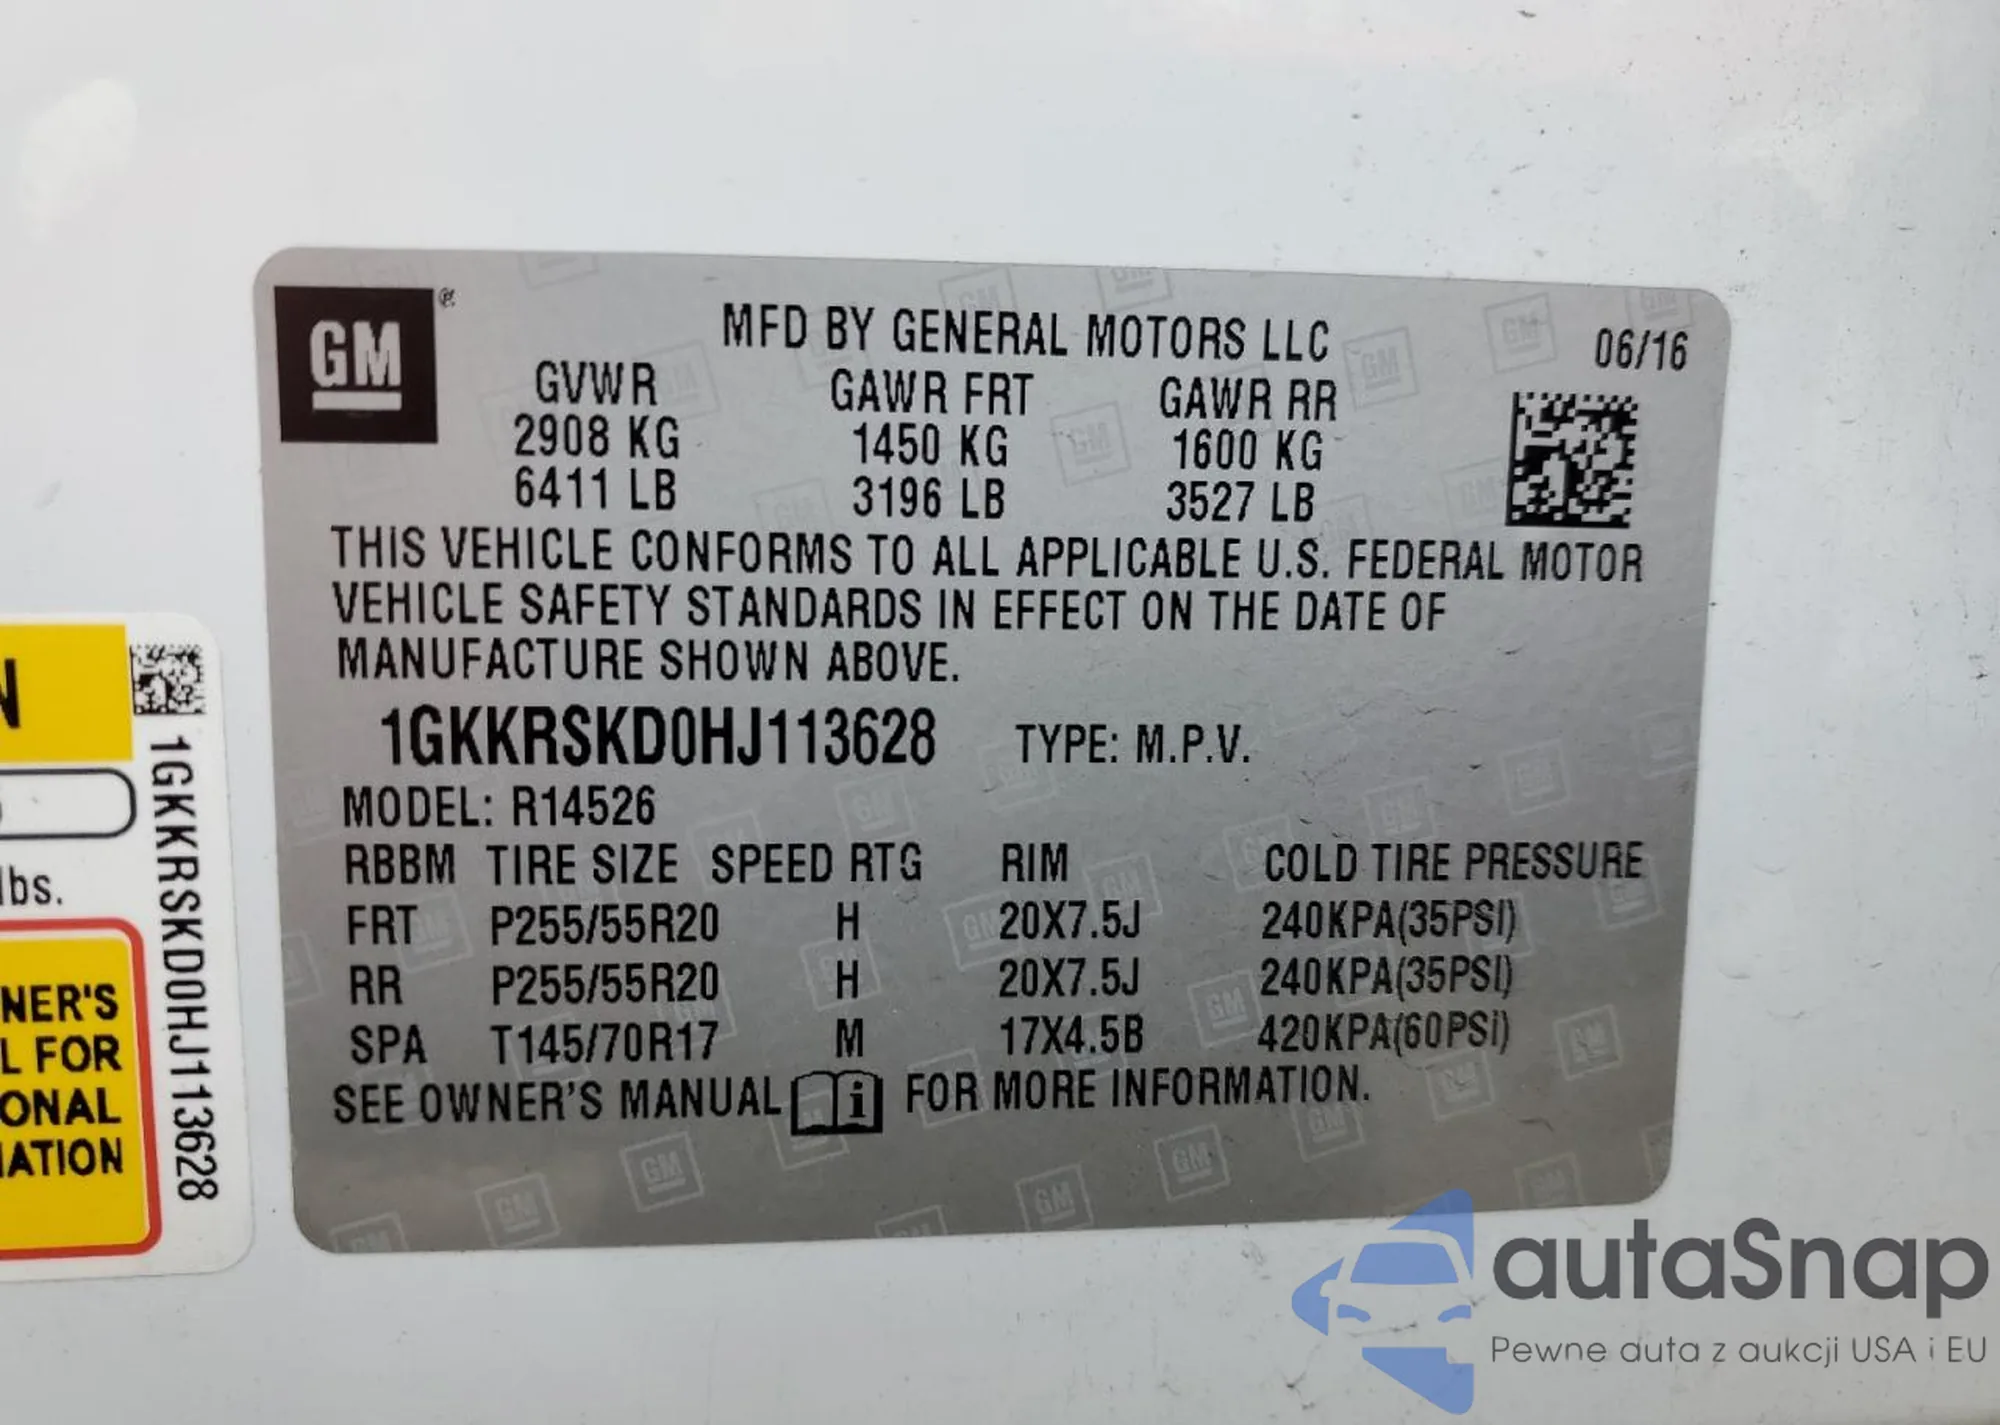 GM
MFD BY GENERAL MOTORS LLC
06/16
GVWR GAWR FRT GAWR RR
2908 KG 1450 KG 1600 KG
6411 LB 3196 LB 3527 LB
THIS VEHICLE CONFORMS TO ALL APPLICABLE U.S. FEDERAL MOTOR
VEHICLE SAFETY STANDARDS IN EFFECT ON THE DATE OF
MANUFACTURE SHOWN ABOVE.
1GKKRSKD0HJ113628 TYPE: M.P.V.
MODEL: R14526
RBBM TIRE SIZE SPEED RTG RIM COLD TIRE PRESSURE
FRT P255/55R20 H 20X7.5J 240KPA(35PSI)
RR P255/55R20 H 20X7.5J 240KPA(35PSI)
SPA T145/70R17 M 17X4.5B 420KPA(60PSI)
SEE OWNER'S MANUAL i FOR MORE INFORMATION.
N
lbs.
NER'S
L FOR
ONAL
MATION
1GKKRSKD0HJ113628
autaSnap
Pewne auta z aukcji USA i EU